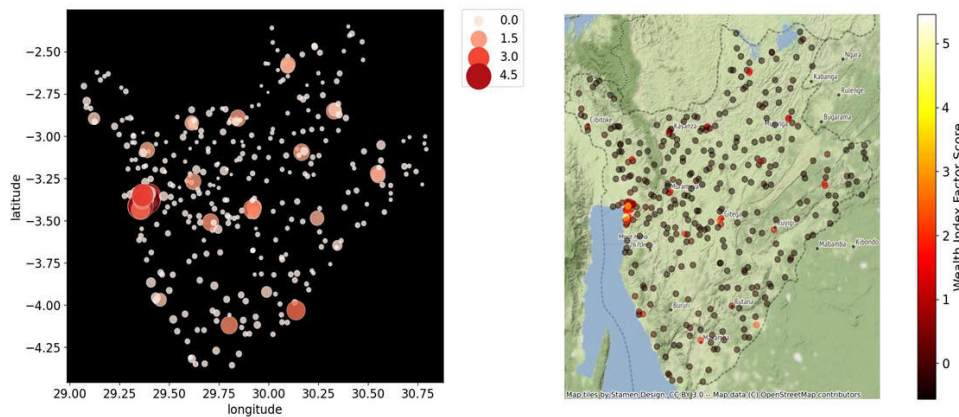 −2.50
−2.75
−3.00
−3.25
−3.50
−3.75
−4.00
−4.25
latitude
29.00
29.25
29.50
29.75
30.00
30.25
30.50
30.75
longitude
0.0
1.5
3.0
4.5
Ngara
Kabanga
Rulenge
Bugarama
Cibitoke
Kayanza
Muramvya
Gitega
Ruyigi
Mabamba
Kibondo
Bururi
Rutana
Map tiles by Stamen Design, CC BY 3.0 -- Map data (C) OpenStreetMap contributors
5
4
3
2
1
0
Wealth Index Factor Score